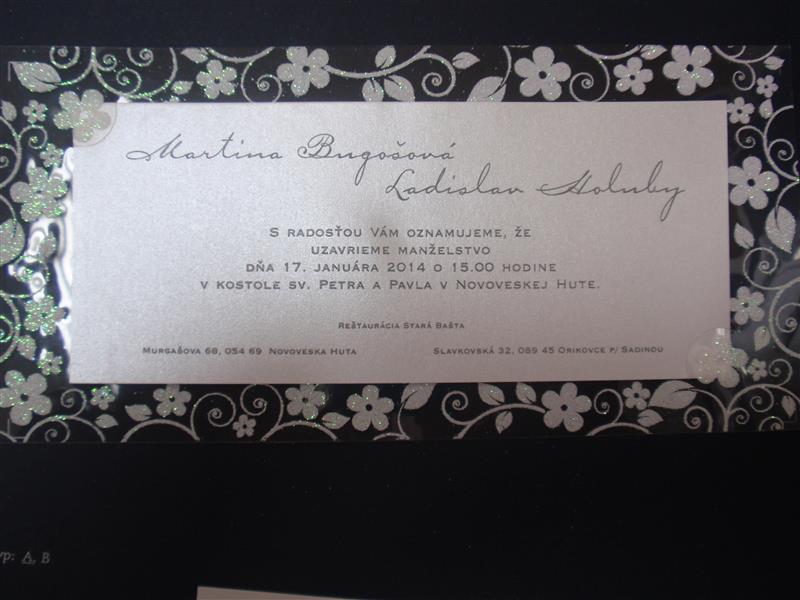 Martina Bugošová
Ladislav Holuby
S RADOSŤOU VÁM OZNAMUJEME, ŽE
UZAVRIEME MANŽELSTVO
DŇA 17. JANUÁRA 2014 O 15.00 HODINE
V KOSTOLE SV. PETRA A PAVLA V NOVOVESKEJ HUTE.
REŠTAURÁCIA STARÁ BAŠTA
MURGAŠOVA 68, 054 69 NOVOVESKA HUTA
SLAVKOVSKÁ 32, 089 45 ORIKOVCE P/ SADINOU
yp: A, B